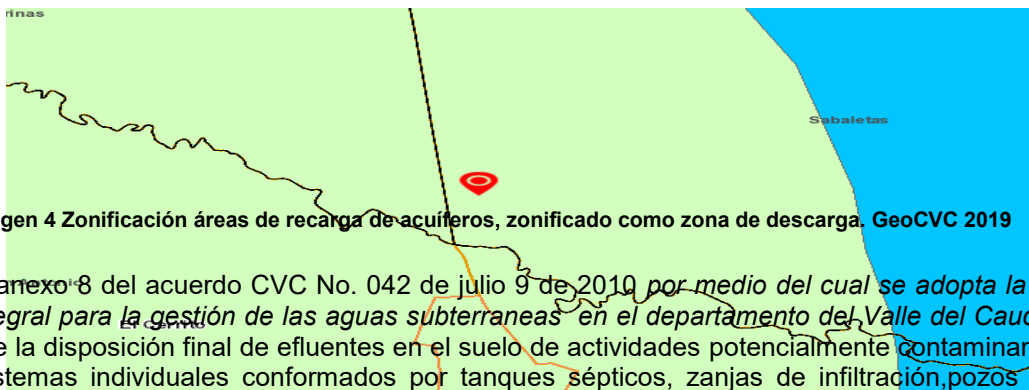 rinas
Sabaletas
gen 4 Zonificación áreas de recarga de acuíferos, zonificado como zona de descarga. GeoCVC 2019
anexo 8 del acuerdo CVC No. 042 de julio 9 de 2010 por medio del cual se adopta la
egral para la gestión de las aguas subterraneas en el departamento del Valle del Cauc
El Cerrito
e la disposición final de efluentes en el suelo de actividades potencialmente contaminan
stemas individuales conformados por tanques sépticos, zanjas de infiltración,pozos